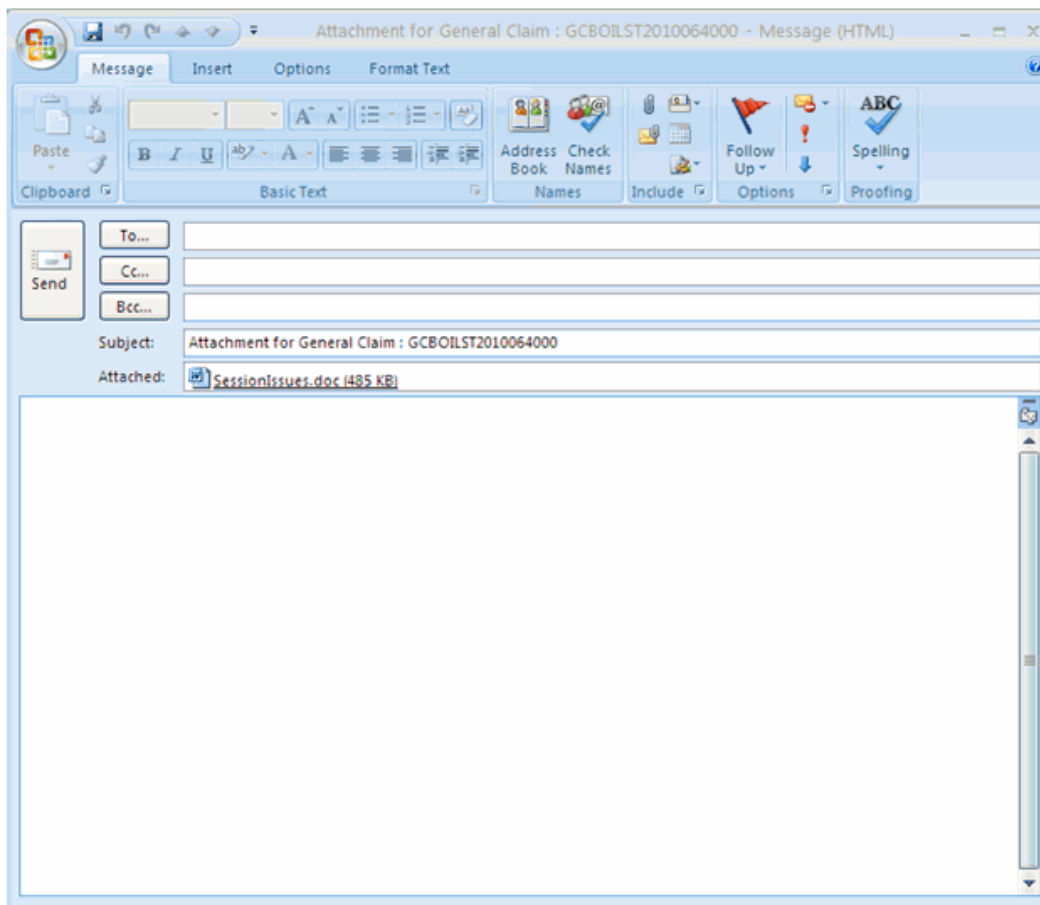 Attachment for General Claim : GCBOILST2010064000 - Message (HTML)
Message Insert Options Format Text
Paste
Clipboard
B I U ab A
Basic Text
Address Book
Check Names
Names
Include
Follow Up
Options
ABC
Spelling
Proofing
Send
To...
Cc...
Bcc...
Subject: Attachment for General Claim : GCBOILST2010064000
Attached: SessionIssues.doc (485 KB)